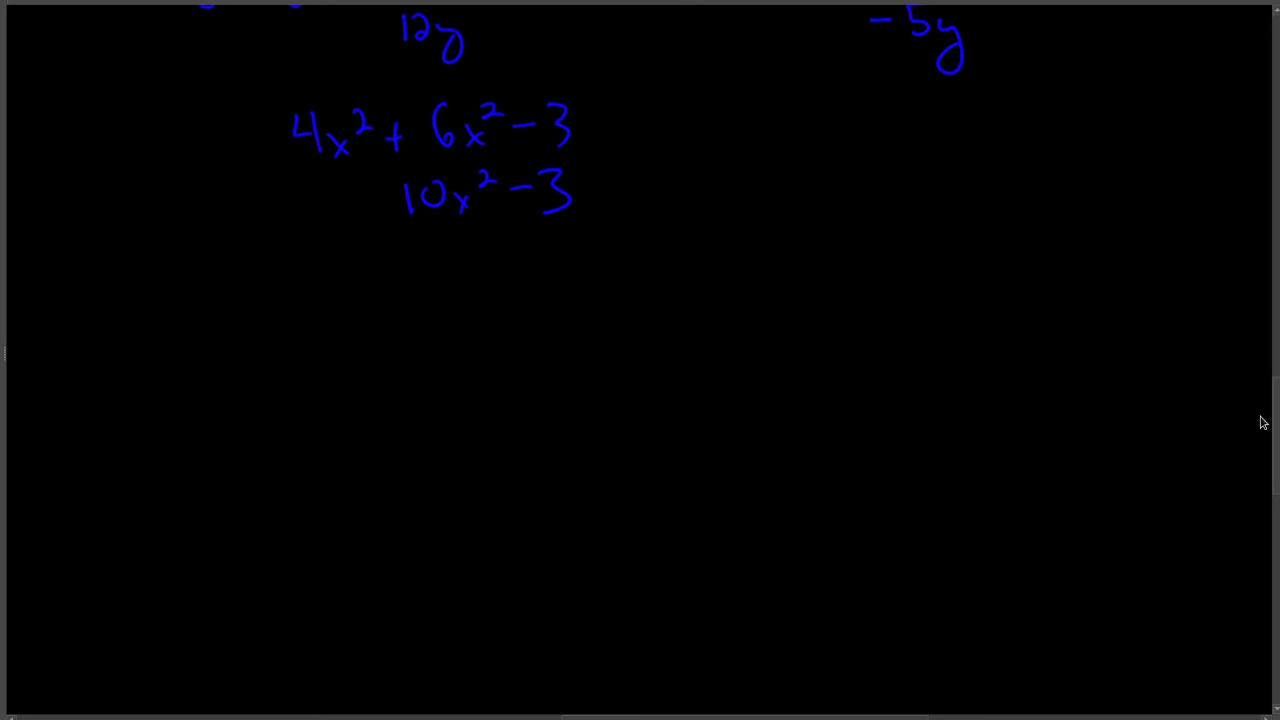 12y
- 5y
4x² + 6x² - 3
10x² - 3